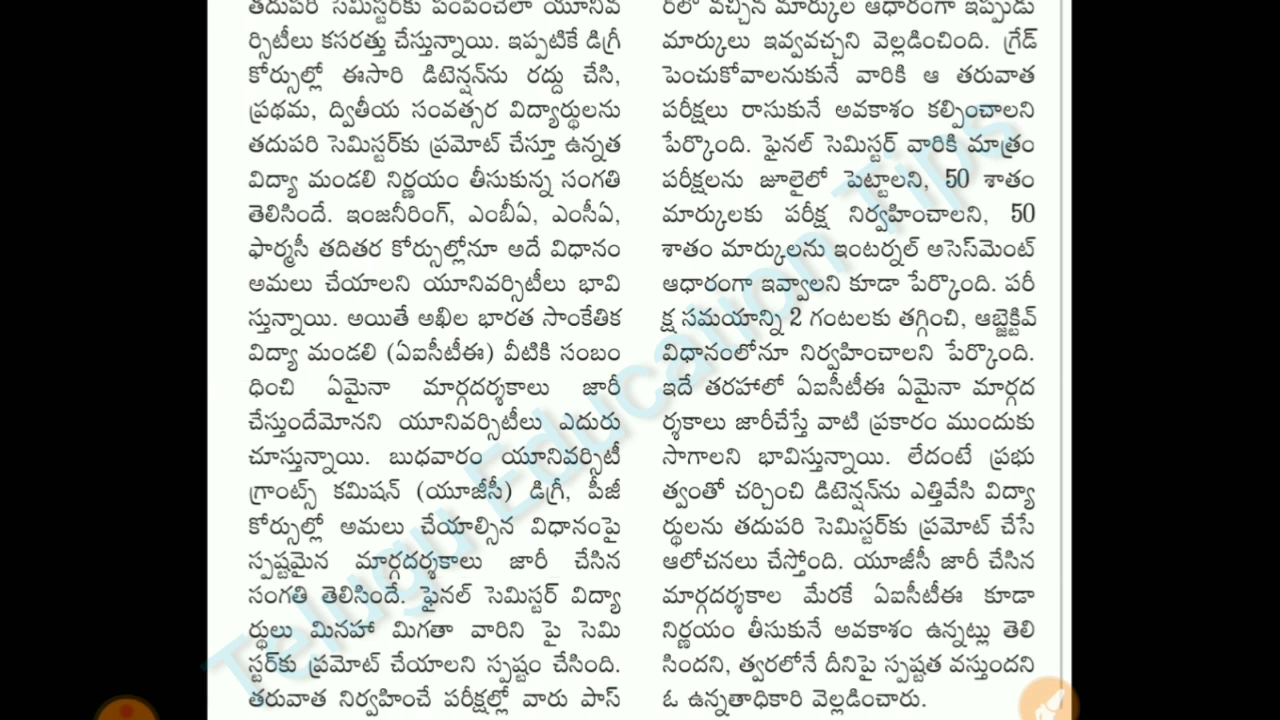 తదుపరి సెమిస్టర్‌కు పంపించేలా యూనివ
ర్సిటీలు కసరత్తు చేస్తున్నాయి. ఇప్పటికే డిగ్రీ
కోర్సుల్లో ఈసారి డిటెన్షన్‌ను రద్దు చేసి,
ప్రథమ, ద్వితీయ సంవత్సర విద్యార్థులను
తదుపరి సెమిస్టర్‌కు ప్రమోట్ చేస్తూ ఉన్నత
విద్యా మండలి నిర్ణయం తీసుకున్న సంగతి
తెలిసిందే. ఇంజనీరింగ్, ఎంబీఏ, ఎంసీఏ,
ఫార్మసీ తదితర కోర్సుల్లోనూ అదే విధానం
అమలు చేయాలని యూనివర్సిటీలు భావి
స్తున్నాయి. అయితే అఖిల భారత సాంకేతిక
విద్యా మండలి (ఏఐసీటీఈ) వీటికి సంబం
ధించి ఏమైనా మార్గదర్శకాలు జారీ
చేస్తుందేమోనని యూనివర్సిటీలు ఎదురు
చూస్తున్నాయి. బుధవారం యూనివర్సిటీ
గ్రాంట్స్ కమిషన్ (యూజీసీ) డిగ్రీ, పీజీ
కోర్సుల్లో అమలు చేయాల్సిన విధానంపై
స్పష్టమైన మార్గదర్శకాలు జారీ చేసిన
సంగతి తెలిసిందే. ఫైనల్ సెమిస్టర్ విద్యా
ర్థులు మినహా మిగతా వారిని పై సెమి
స్టర్‌కు ప్రమోట్ చేయాలని స్పష్టం చేసింది.
తరువాత నిర్వహించే పరీక్షల్లో వారు పాస్
రలో వచ్చిన మార్కుల ఆధారంగా ఇప్పుడు
మార్కులు ఇవ్వవచ్చని వెల్లడించింది. గ్రేడ్
పెంచుకోవాలనుకునే వారికి ఆ తరువాత
పరీక్షలు రాసుకునే అవకాశం కల్పించాలని
పేర్కొంది. ఫైనల్ సెమిస్టర్ వారికి మాత్రం
పరీక్షలను జూలైలో పెట్టాలని, 50 శాతం
మార్కులకు పరీక్ష నిర్వహించాలని, 50
శాతం మార్కులను ఇంటర్నల్ అసెస్‌మెంట్
ఆధారంగా ఇవ్వాలని కూడా పేర్కొంది. పరీ
క్ష సమయాన్ని 2 గంటలకు తగ్గించి, ఆబ్జెక్టివ్
విధానంలోనూ నిర్వహించాలని పేర్కొంది.
ఇదే తరహాలో ఏఐసీటీఈ ఏమైనా మార్గద
ర్శకాలు జారీచేస్తే వాటి ప్రకారం ముందుకు
సాగాలని భావిస్తున్నాయి. లేదంటే ప్రభు
త్వంతో చర్చించి డిటెన్షన్‌ను ఎత్తివేసి విద్యా
ర్థులను తదుపరి సెమిస్టర్‌కు ప్రమోట్ చేసే
ఆలోచనలు చేస్తోంది. యూజీసీ జారీ చేసిన
మార్గదర్శకాల మేరకే ఏఐసీటీఈ కూడా
నిర్ణయం తీసుకునే అవకాశం ఉన్నట్లు తెలి
సిందని, త్వరలోనే దీనిపై స్పష్టత వస్తుందని
ఓ ఉన్నతాధికారి వెల్లడించారు.
Telugu Education Tips